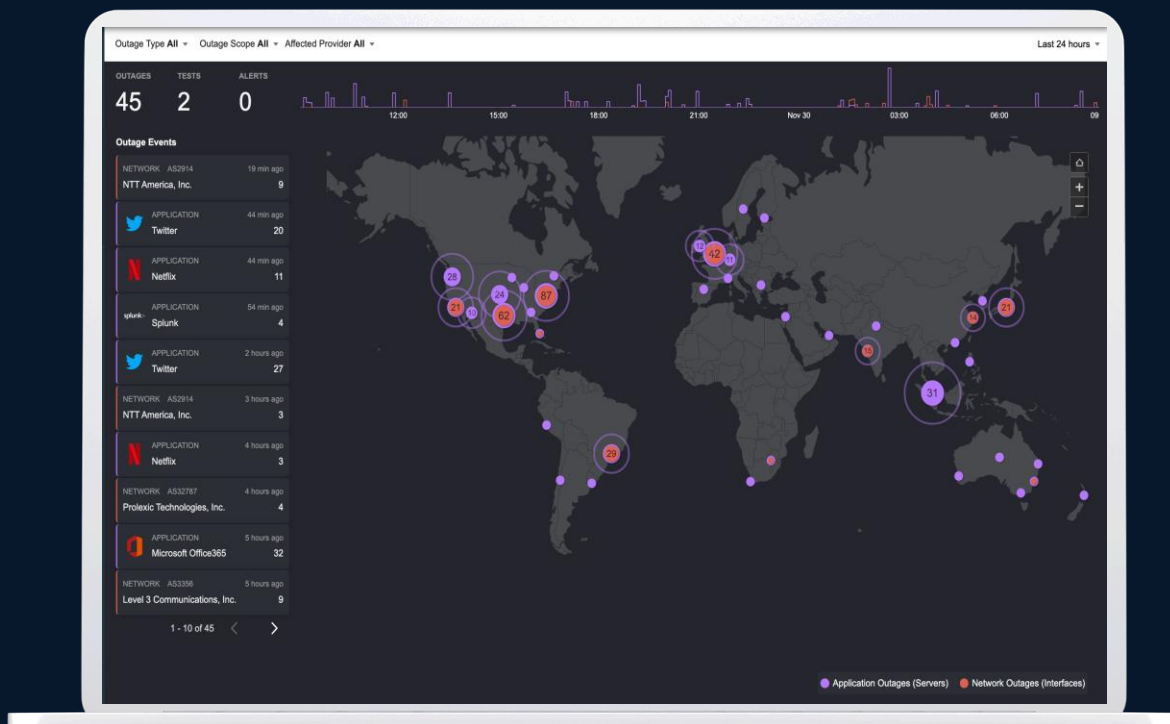 Outage Type All Outage Scope All Affected Provider All Last 24 hours
OUTAGES TESTS ALERTS
45 2 0
12:00 15:00 18:00 21:00 Nov 30 03:00 06:00 09
Outage Events
NETWORK AS2914 19 min ago
NTT America, Inc. 9
APPLICATION 44 min ago
Twitter 20
APPLICATION 44 min ago
Netflix 11
splunk> APPLICATION 54 min ago
Splunk 4
APPLICATION 2 hours ago
Twitter 27
NETWORK AS2914 3 hours ago
NTT America, Inc. 3
APPLICATION 4 hours ago
Netflix 3
NETWORK AS32787 4 hours ago
Prolexic Technologies, Inc. 4
APPLICATION 5 hours ago
Microsoft Office365 32
NETWORK AS3356 5 hours ago
Level 3 Communications, Inc. 9
1 - 10 of 45
12 42 11
28 24 87
21 10 62
14 21
15
31
29
Application Outages (Servers) Network Outages (Interfaces)